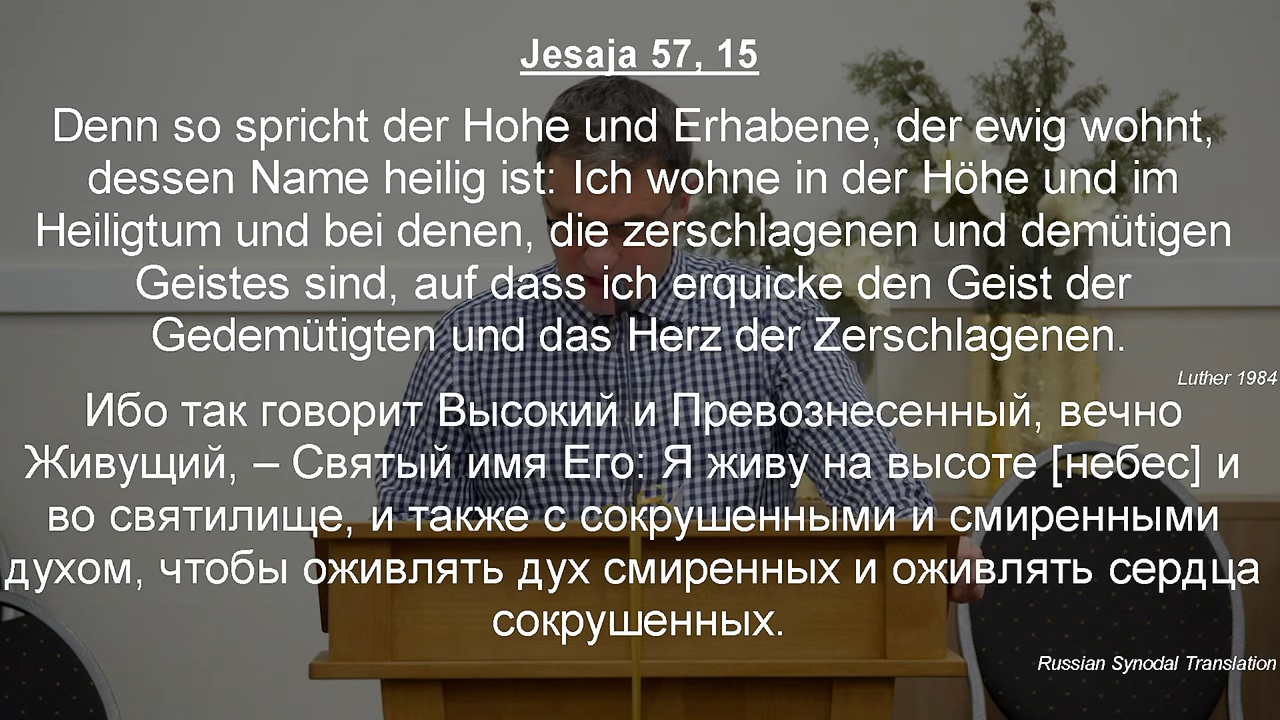 Jesaja 57, 15
Denn so spricht der Hohe und Erhabene, der ewig wohnt,
dessen Name heilig ist: Ich wohne in der Höhe und im
Heiligtum und bei denen, die zerschlagenen und demütigen
Geistes sind, auf dass ich erquicke den Geist der
Gedemütigten und das Herz der Zerschlagenen.
Luther 1984
Ибо так говорит Высокий и Превознесенный, вечно
Живущий, – Святый имя Его: Я живу на высоте [небес] и
во святилище, и также с сокрушенными и смиренными
духом, чтобы оживлять дух смиренных и оживлять сердца
сокрушенных.
Russian Synodal Translation